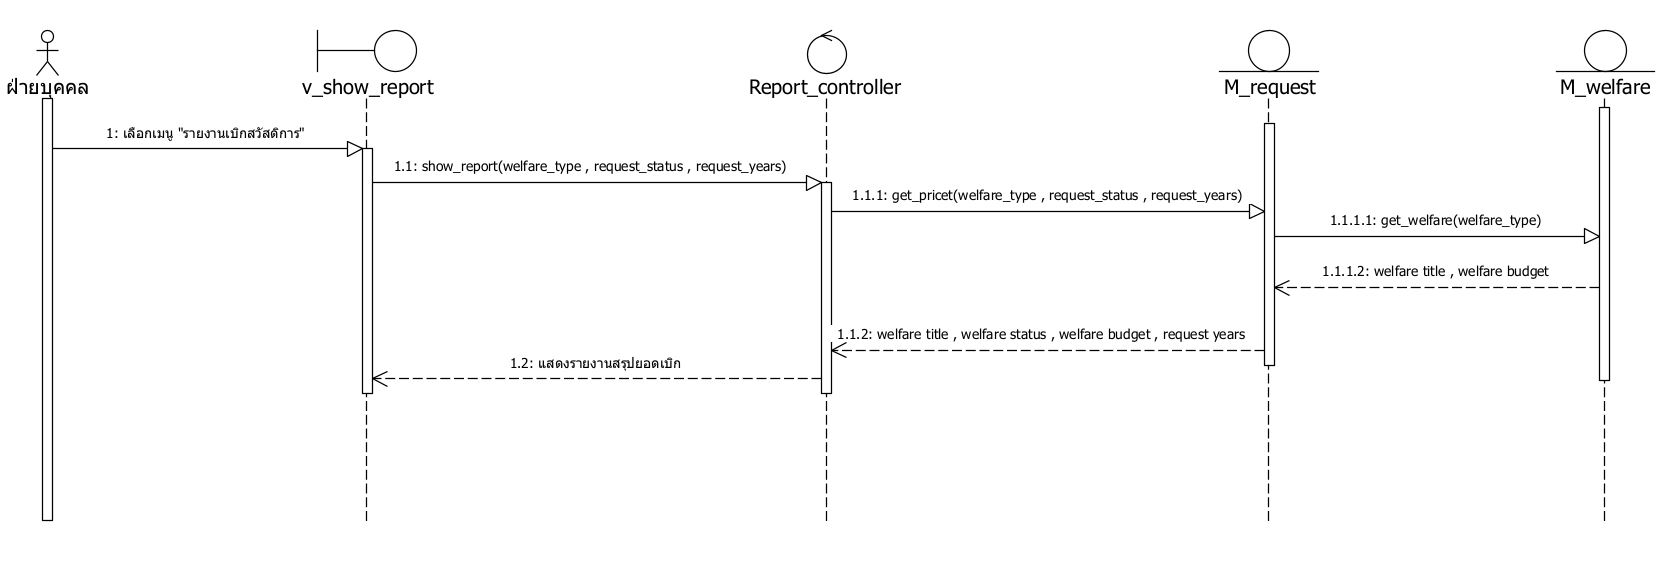 ฝ่ายบุคคล
v_show_report
Report_controller
M_request
M_welfare
1: เลือกเมนู "รายงานเบิกสวัสดิการ"
1.1: show_report(welfare_type , request_status , request_years)
1.1.1: get_pricet(welfare_type , request_status , request_years)
1.1.1.1: get_welfare(welfare_type)
1.1.1.2: welfare title , welfare budget
1.1.2: welfare title , welfare status , welfare budget , request years
1.2: แสดงรายงานสรุปยอดเบิก